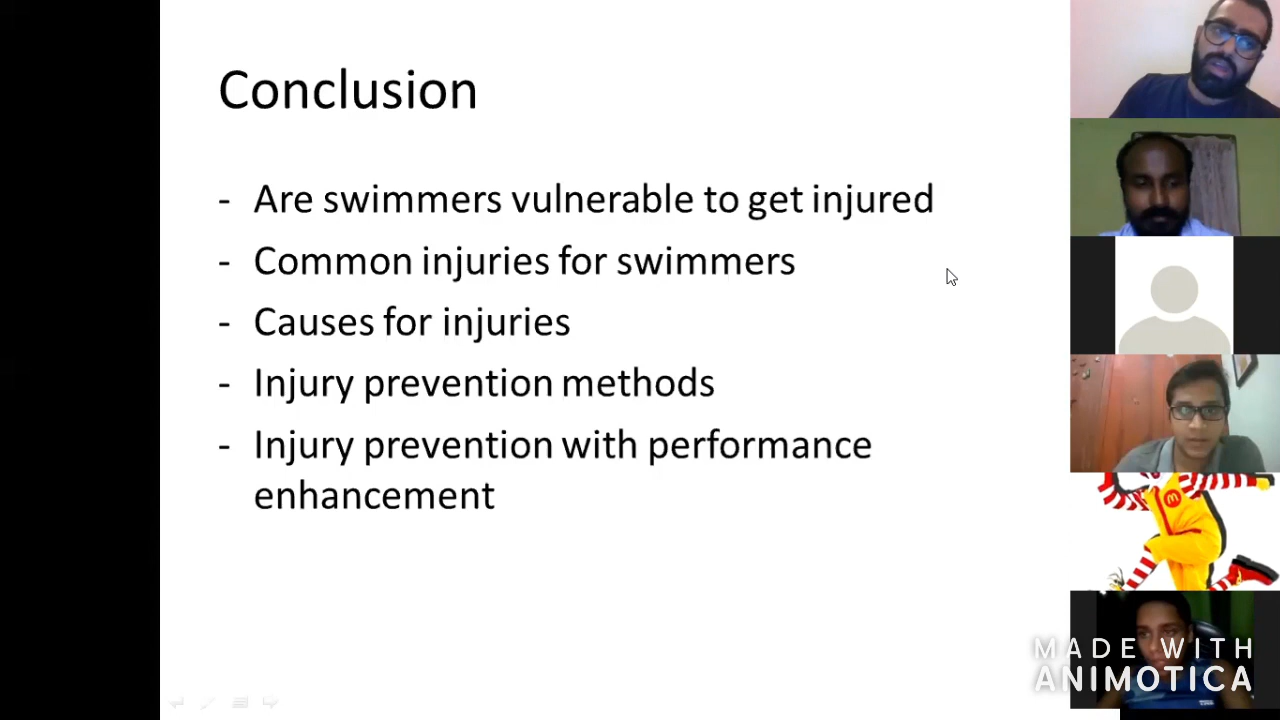 Conclusion
- Are swimmers vulnerable to get injured
- Common injuries for swimmers
- Causes for injuries
- Injury prevention methods
- Injury prevention with performance
enhancement
MADE WITH
ANIMOTICA